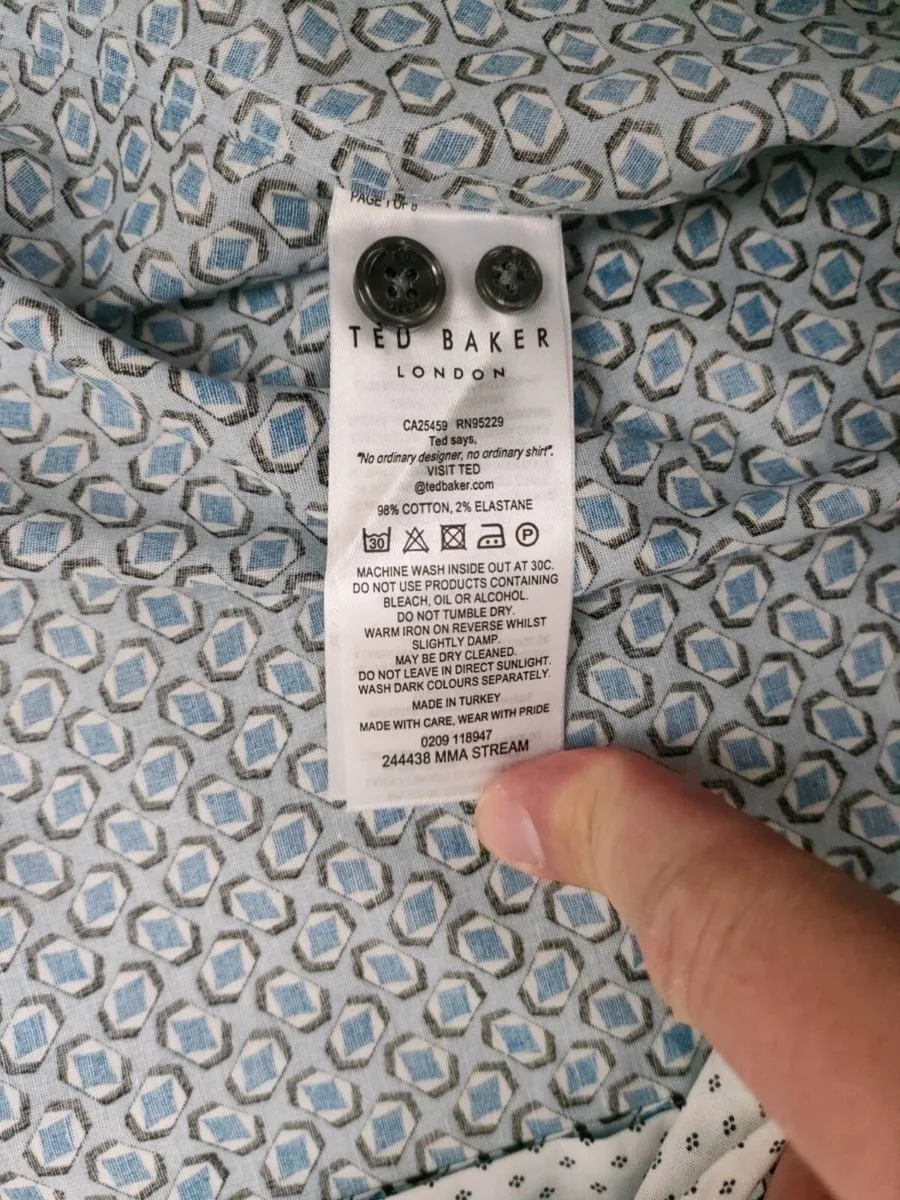 PAGE 1 OF 6
TED BAKER
LONDON
CA25459 RN95229
Ted says,
"No ordinary designer, no ordinary shirt".
VISIT TED
@tedbaker.com
98% COTTON, 2% ELASTANE
30 P
MACHINE WASH INSIDE OUT AT 30C.
DO NOT USE PRODUCTS CONTAINING
BLEACH, OIL OR ALCOHOL.
DO NOT TUMBLE DRY.
WARM IRON ON REVERSE WHILST
SLIGHTLY DAMP.
MAY BE DRY CLEANED.
DO NOT LEAVE IN DIRECT SUNLIGHT.
WASH DARK COLOURS SEPARATELY.
MADE IN TURKEY
MADE WITH CARE, WEAR WITH PRIDE
0209 118947
244438 MMA STREAM